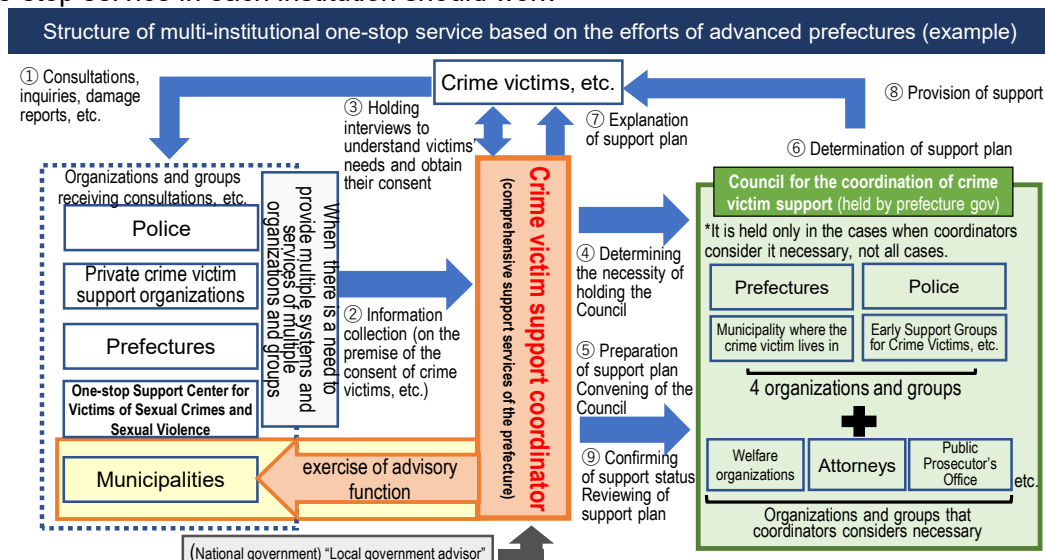 Structure of multi-institutional one-stop service based on the efforts of advanced prefectures (example)
① Consultations,
inquiries, damage
reports, etc.
Crime victims, etc.
③ Holding
interviews to
understand victims'
needs and obtain
their consent
⑦ Explanation
of support plan
⑧ Provision of support
⑥ Determination of support plan
Organizations and groups
receiving consultations, etc.
Police
Private crime victim
support organizations
Prefectures
One-stop Support Center for
Victims of Sexual Crimes and
Sexual Violence
Municipalities
When there is a need to
provide multiple systems and
services of multiple
organizations and groups
② Information
collection (on the
premise of the
consent of crime
victims, etc.)
exercise of advisory
function
Crime victim support coordinator
(comprehensive support services of the prefecture)
(National government) "Local government advisor"
④ Determining
the necessity of
holding the
Council
⑤ Preparation
of support plan
Convening of the
Council
⑨ Confirming
of support status
Reviewing of
support plan
Council for the coordination of crime
victim support (held by prefecture gov)
*It is held only in the cases when coordinators
consider it necessary, not all cases.
Prefectures
Police
Municipality where the
crime victim lives in
Early Support Groups
for Crime Victims, etc.
4 organizations and groups
Welfare
organizations
Attorneys
Public
Prosecutor's
Office
etc.
Organizations and groups that
coordinators considers necessary